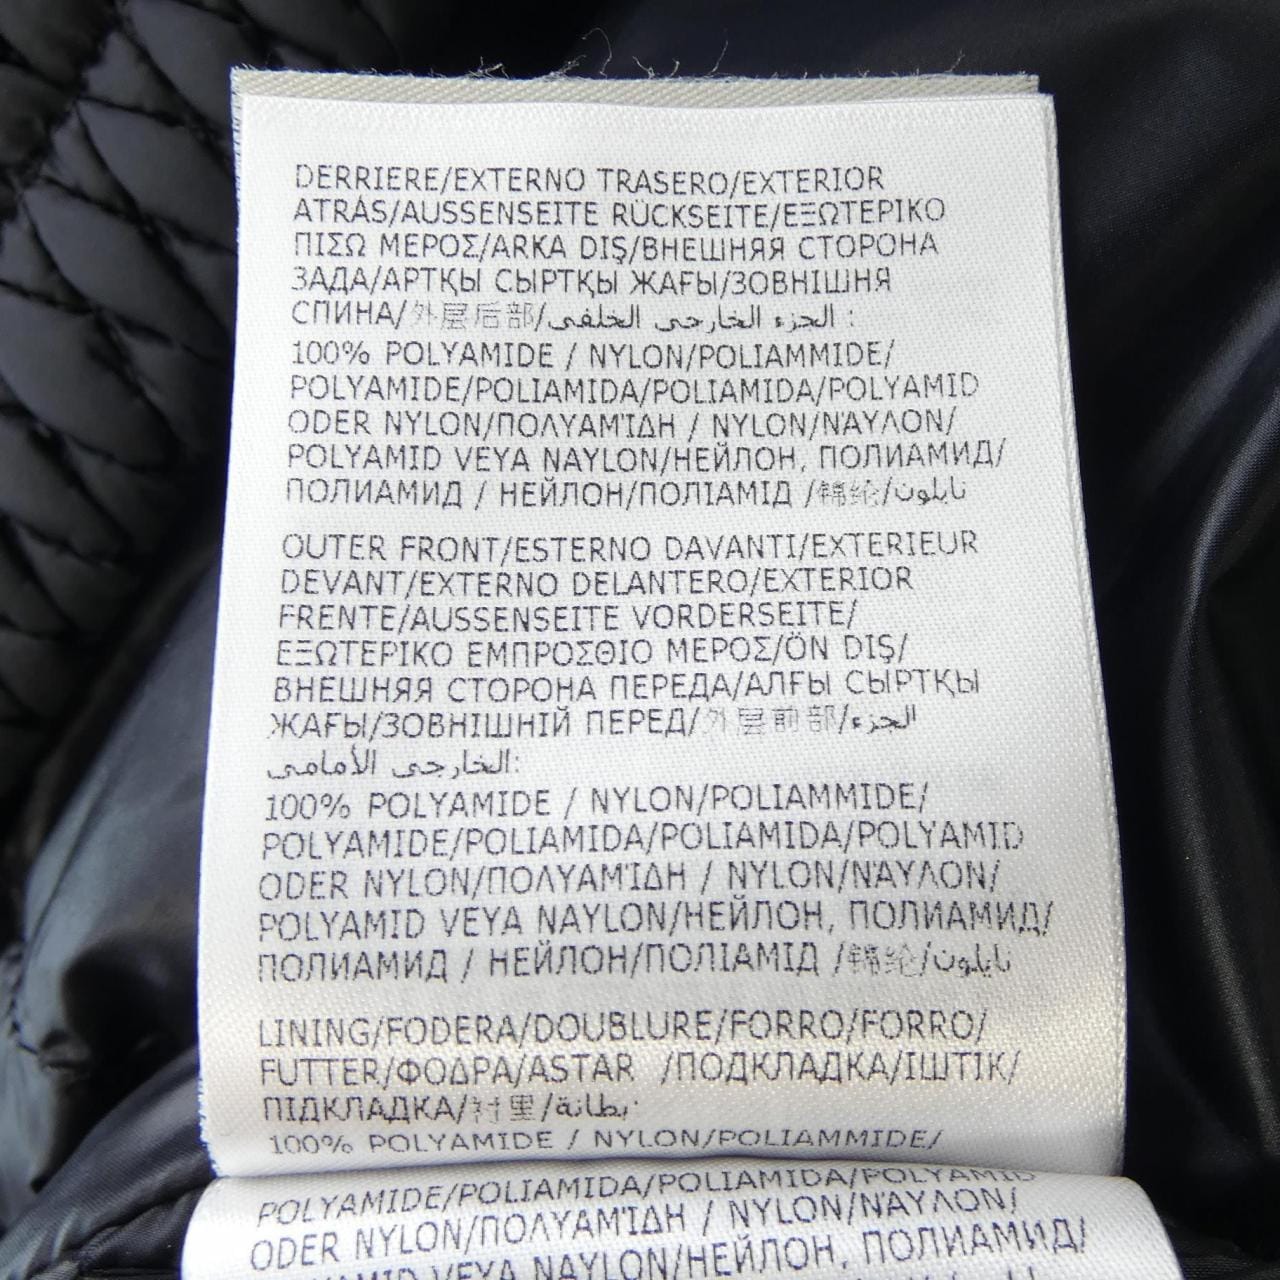 DERRIERE/EXTERNO TRASERO/EXTERIOR
ATRÁS/AUSSENSEITE RÜCKSEITE/ΕΞΩΤΕΡΙΚΟ
ΠΙΣΩ ΜΕΡΟΣ/ARKA DIŞ/ВНЕШНЯЯ СТОРОНА
ЗАДА/АРТҚЫ СЫРТҚЫ ЖАҒЫ/ЗОВНІШНЯ
СПИНА/外层后部/الجزء الخارجي الخلفي :
100% POLYAMIDE / NYLON/POLIAMMIDE/
POLYAMIDE/POLIAMIDA/POLIAMIDA/POLYAMID
ODER NYLON/ΠΟΛΥΑΜΊΔΗ / NYLON/ΝΆΥΛΟΝ/
POLYAMID VEYA NAYLON/НЕЙЛОН, ПОЛИАМИД/
ПОЛИАМИД / НЕЙЛОН/ПОЛІАМІД /锦纶/نايلون
OUTER FRONT/ESTERNO DAVANTI/EXTERIEUR
DEVANT/EXTERNO DELANTERO/EXTERIOR
FRENTE/AUSSENSEITE VORDERSEITE/
ΕΞΩΤΕΡΙΚΟ ΕΜΠΡΟΣΘΙΟ ΜΕΡΟΣ/ÖN DIŞ/
ВНЕШНЯЯ СТОРОНА ПЕРЕДА/АЛҒЫ СЫРТҚЫ
ЖАҒЫ/ЗОВНІШНІЙ ПЕРЕД/外层前部/الجزء
الخارجي الأمامي:
100% POLYAMIDE / NYLON/POLIAMMIDE/
POLYAMIDE/POLIAMIDA/POLIAMIDA/POLYAMID
ODER NYLON/ΠΟΛΥΑΜΊΔΗ / NYLON/ΝΆΥΛΟΝ/
POLYAMID VEYA NAYLON/НЕЙЛОН, ПОЛИАМИД/
ПОЛИАМИД / НЕЙЛОН/ПОЛІАМІД /锦纶/نايلون
LINING/FODERA/DOUBLURE/FORRO/FORRO/
FUTTER/ΦΟΔΡΑ/ASTAR /ПОДКЛАДКА/ІШТІК/
ПІДКЛАДКА/衬里/بطانة:
100% POLYAMIDE / NYLON/POLIAMMIDE/
POLYAMIDE/POLIAMIDA/POLIAMIDA/POLYAMID
ODER NYLON/ΠΟΛΥΑΜΊΔΗ / NYLON/ΝΆΥΛΟΝ/
POLYAMID VEYA NAYLON/НЕЙЛОН, ПОЛИАМИД/